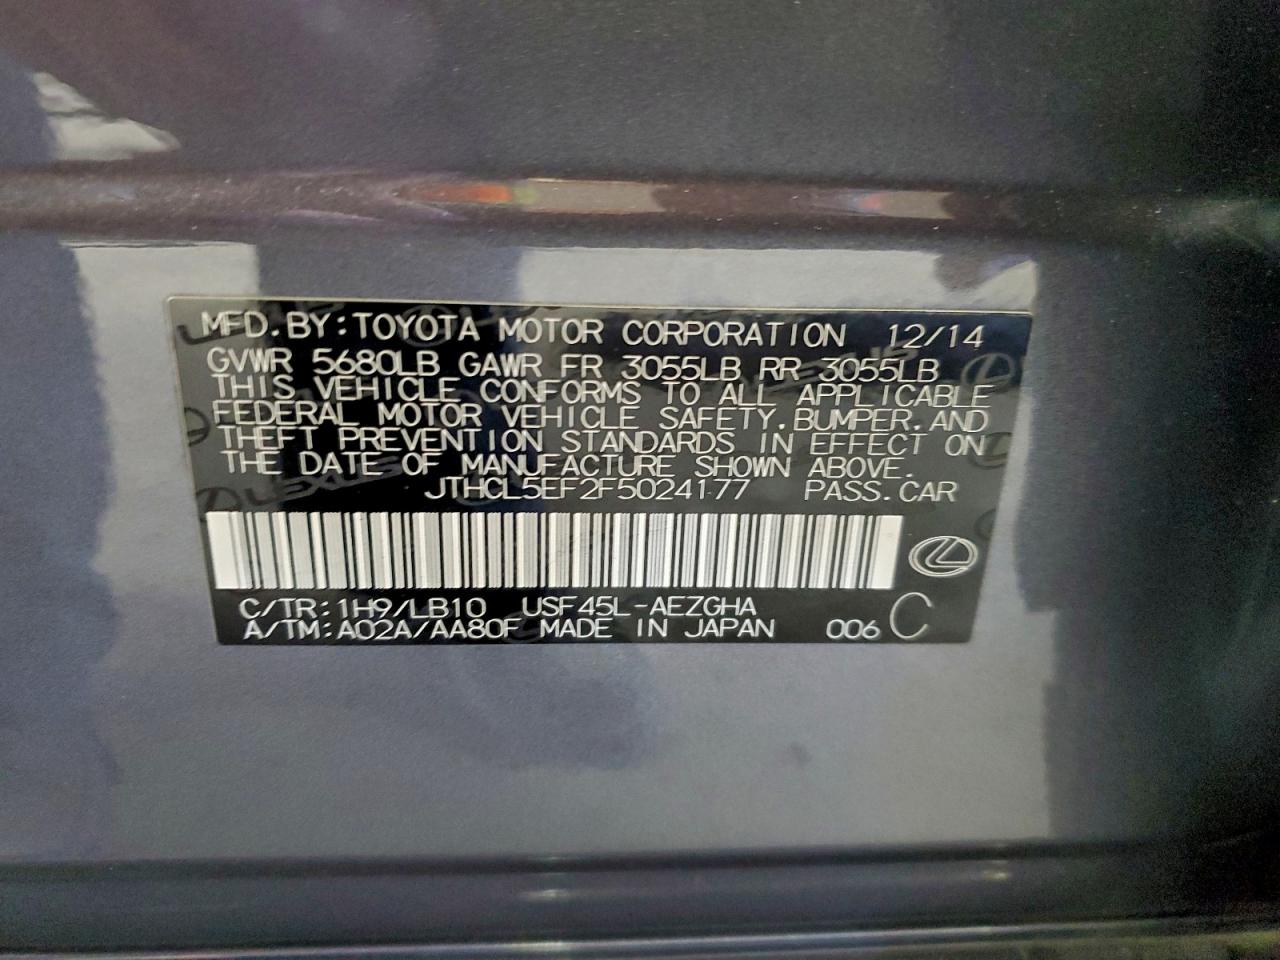 MFD.BY:TOYOTA MOTOR CORPORATION 12/14
GVWR 5680LB GAWR FR 3055LB RR 3055LB
THIS VEHICLE CONFORMS TO ALL APPLICABLE
FEDERAL MOTOR VEHICLE SAFETY.BUMPER.AND
THEFT PREVENTION STANDARDS IN EFFECT ON
THE DATE OF MANUFACTURE SHOWN ABOVE.
JTHCL5EF2F5024177 PASS.CAR
C/TR:1H9/LB10 USF45L-AEZGHA
A/TM:A02A/AA80F MADE IN JAPAN 006 C